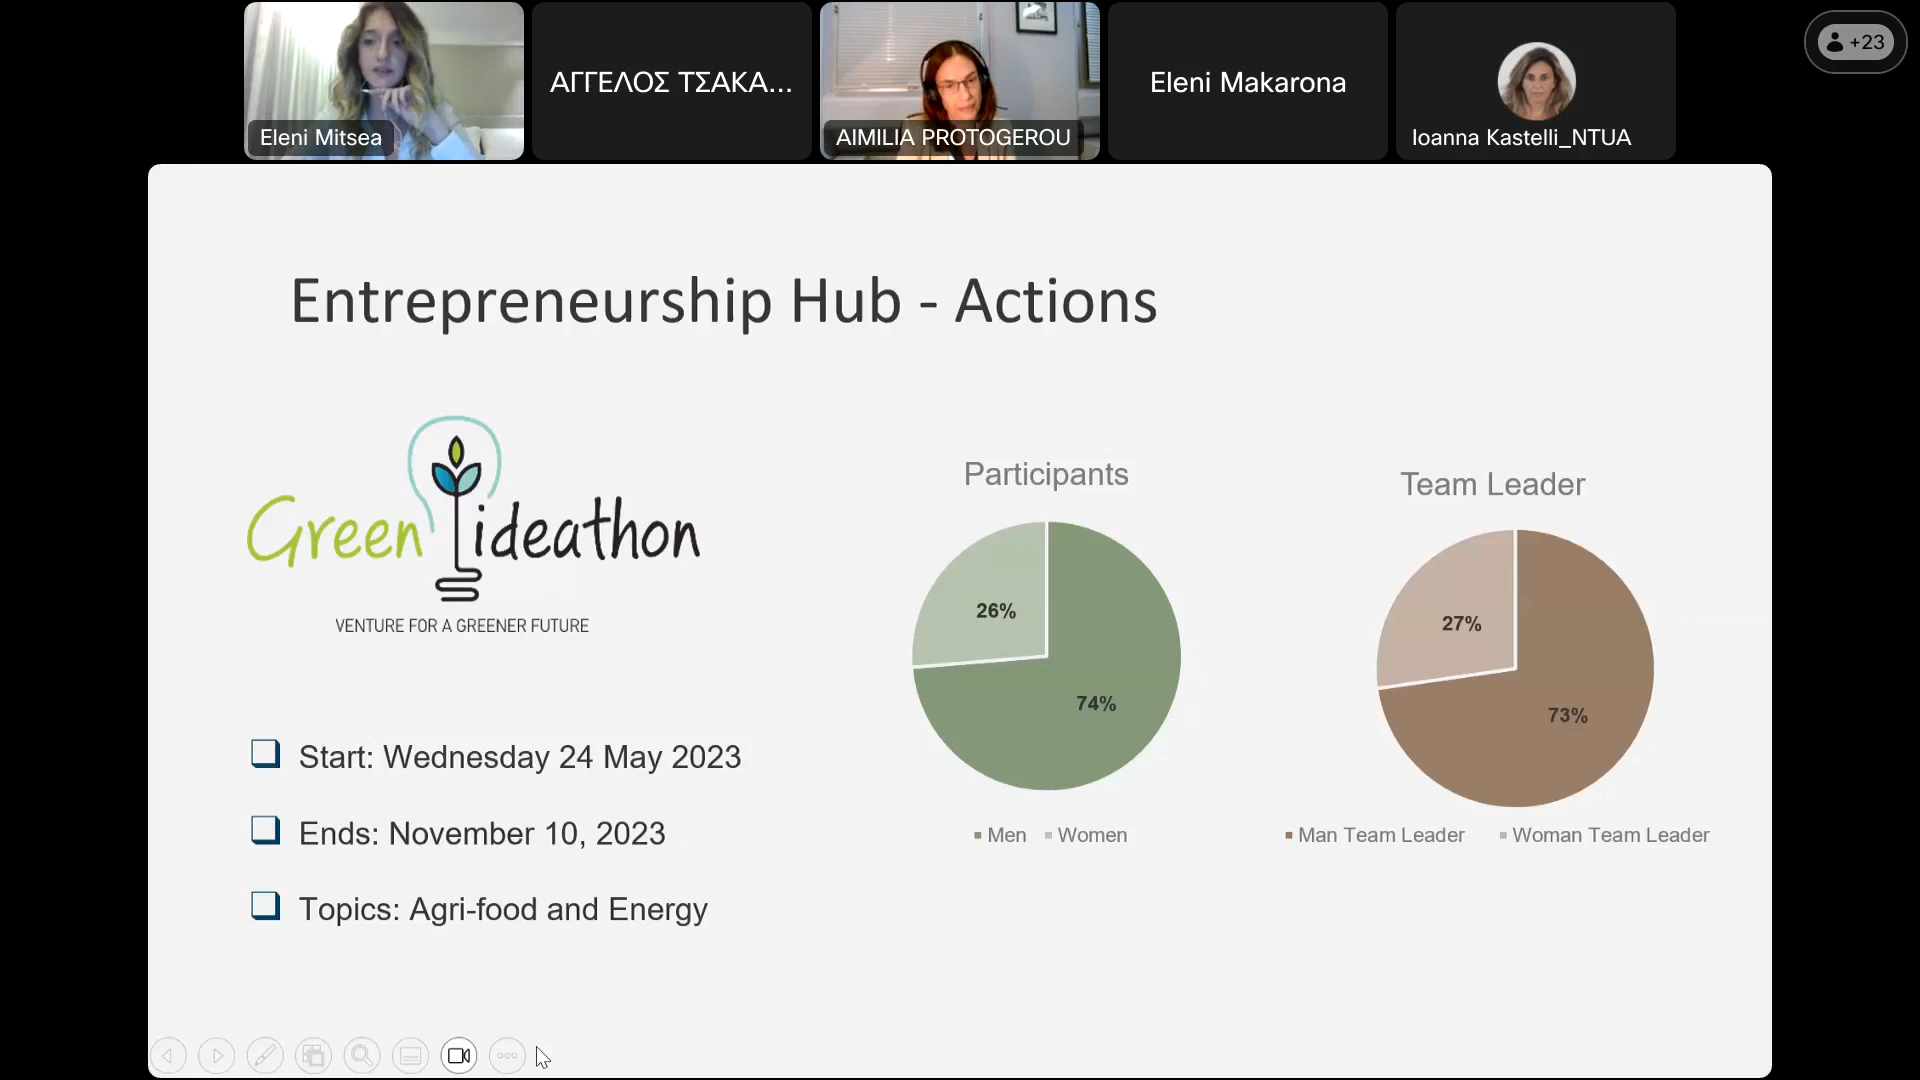 Eleni Mitsea
ΑΓΓΕΛΟΣ ΤΣΑΚΑ...
AIMILIA PROTOGEROU
Eleni Makarona
Ioanna Kastelli_NTUA
+23
Entrepreneurship Hub - Actions
Green ideathon
VENTURE FOR A GREENER FUTURE
Start: Wednesday 24 May 2023
Ends: November 10, 2023
Topics: Agri-food and Energy
Participants
26%
74%
Men Women
Team Leader
27%
73%
Man Team Leader Woman Team Leader